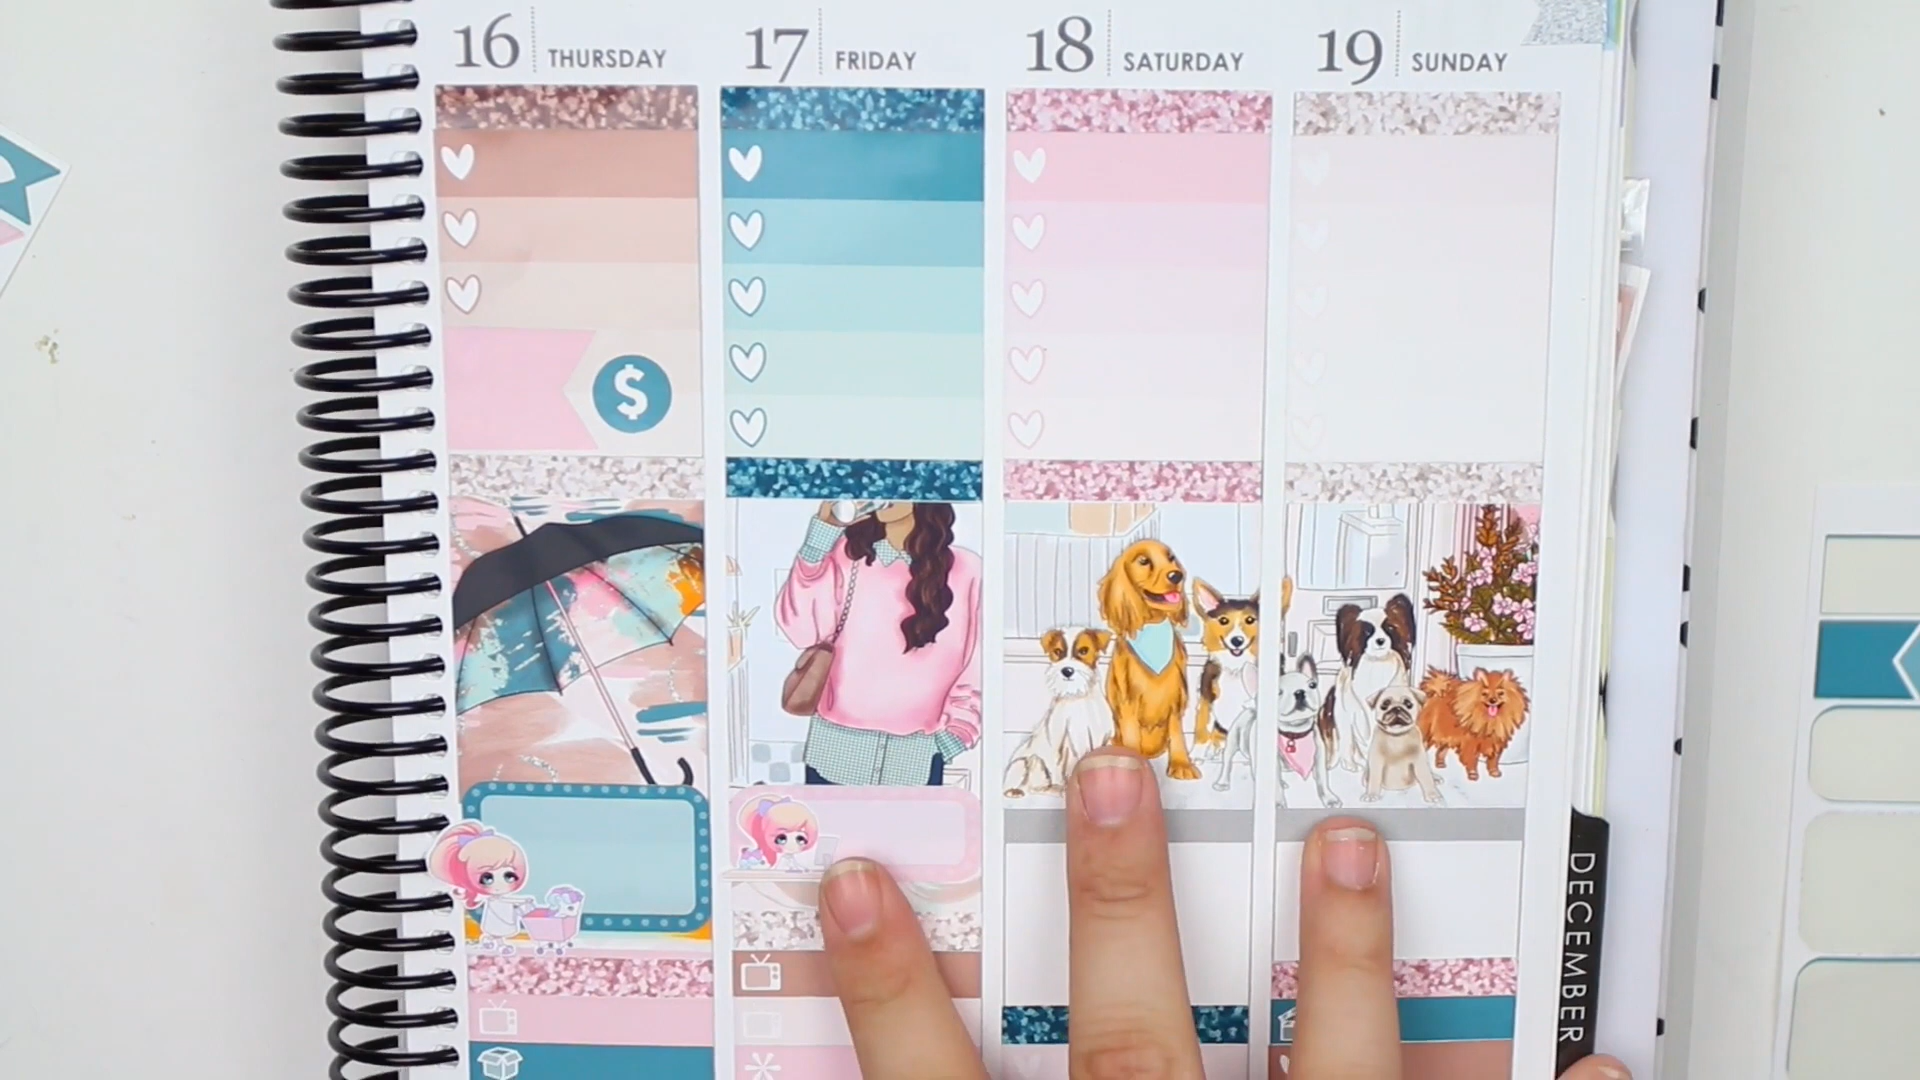 16 THURSDAY
17 FRIDAY
18 SATURDAY
19 SUNDAY
$
DECEMBER